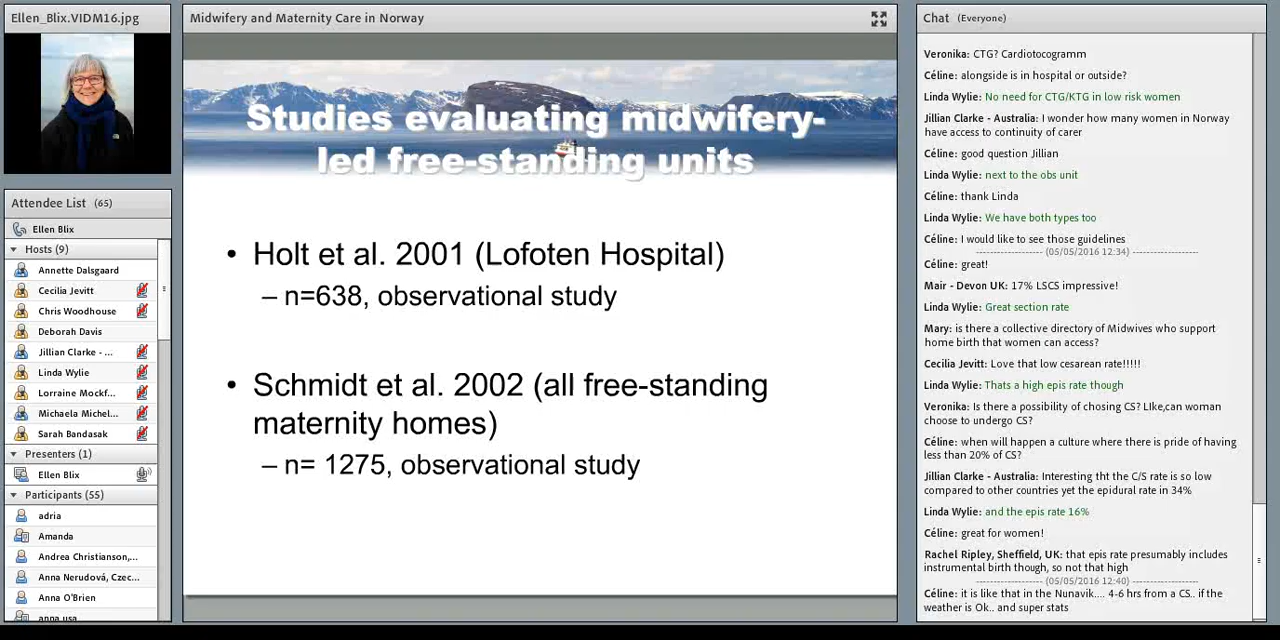 Ellen_Blix.VIDM16.jpg
Attendee List (65)
Ellen Blix
Hosts (9)
Annette Dalsgaard
Cecilia Jevitt
Chris Woodhouse
Deborah Davis
Jillian Clarke - ...
Linda Wylie
Lorraine Mockf...
Michaela Michel...
Sarah Bandasak
Presenters (1)
Ellen Blix
Participants (55)
adria
Amanda
Andrea Christianson,...
Anna Nerudová, Czec...
Anna O'Brien
anna usa
Midwifery and Maternity Care in Norway
Studies evaluating midwifery-
led free-standing units
• Holt et al. 2001 (Lofoten Hospital)
– n=638, observational study
• Schmidt et al. 2002 (all free-standing
maternity homes)
– n= 1275, observational study
Chat (Everyone)
Veronika: CTG? Cardiotocogramm
Céline: alongside is in hospital or outside?
Linda Wylie: No need for CTG/KTG in low risk women
Jillian Clarke - Australia: I wonder how many women in Norway
have access to continuity of carer
Céline: good question Jillian
Linda Wylie: next to the obs unit
Céline: thank Linda
Linda Wylie: We have both types too
Céline: I would like to see those guidelines
------------------ (05/05/2016 12:34) ------------------
Céline: great!
Mair - Devon UK: 17% LSCS impressive!
Linda Wylie: Great section rate
Mary: is there a collective directory of Midwives who support
home birth that women can access?
Cecilia Jevitt: Love that low cesarean rate!!!!!
Linda Wylie: Thats a high epis rate though
Veronika: Is there a possibility of chosing CS? LIke,can woman
choose to undergo CS?
Céline: when will happen a culture where there is pride of having
less than 20% of CS?
Jillian Clarke - Australia: Interesting tht the C/S rate is so low
compared to other countries yet the epidural rate in 34%
Linda Wylie: and the epis rate 16%
Céline: great for women!
Rachel Ripley, Sheffield, UK: that epis rate presumably includes
instrumental birth though, so not that high
------------------ (05/05/2016 12:40) ------------------
Céline: it is like that in the Nunavik.... 4-6 hrs from a CS.. if the
weather is Ok.. and super stats